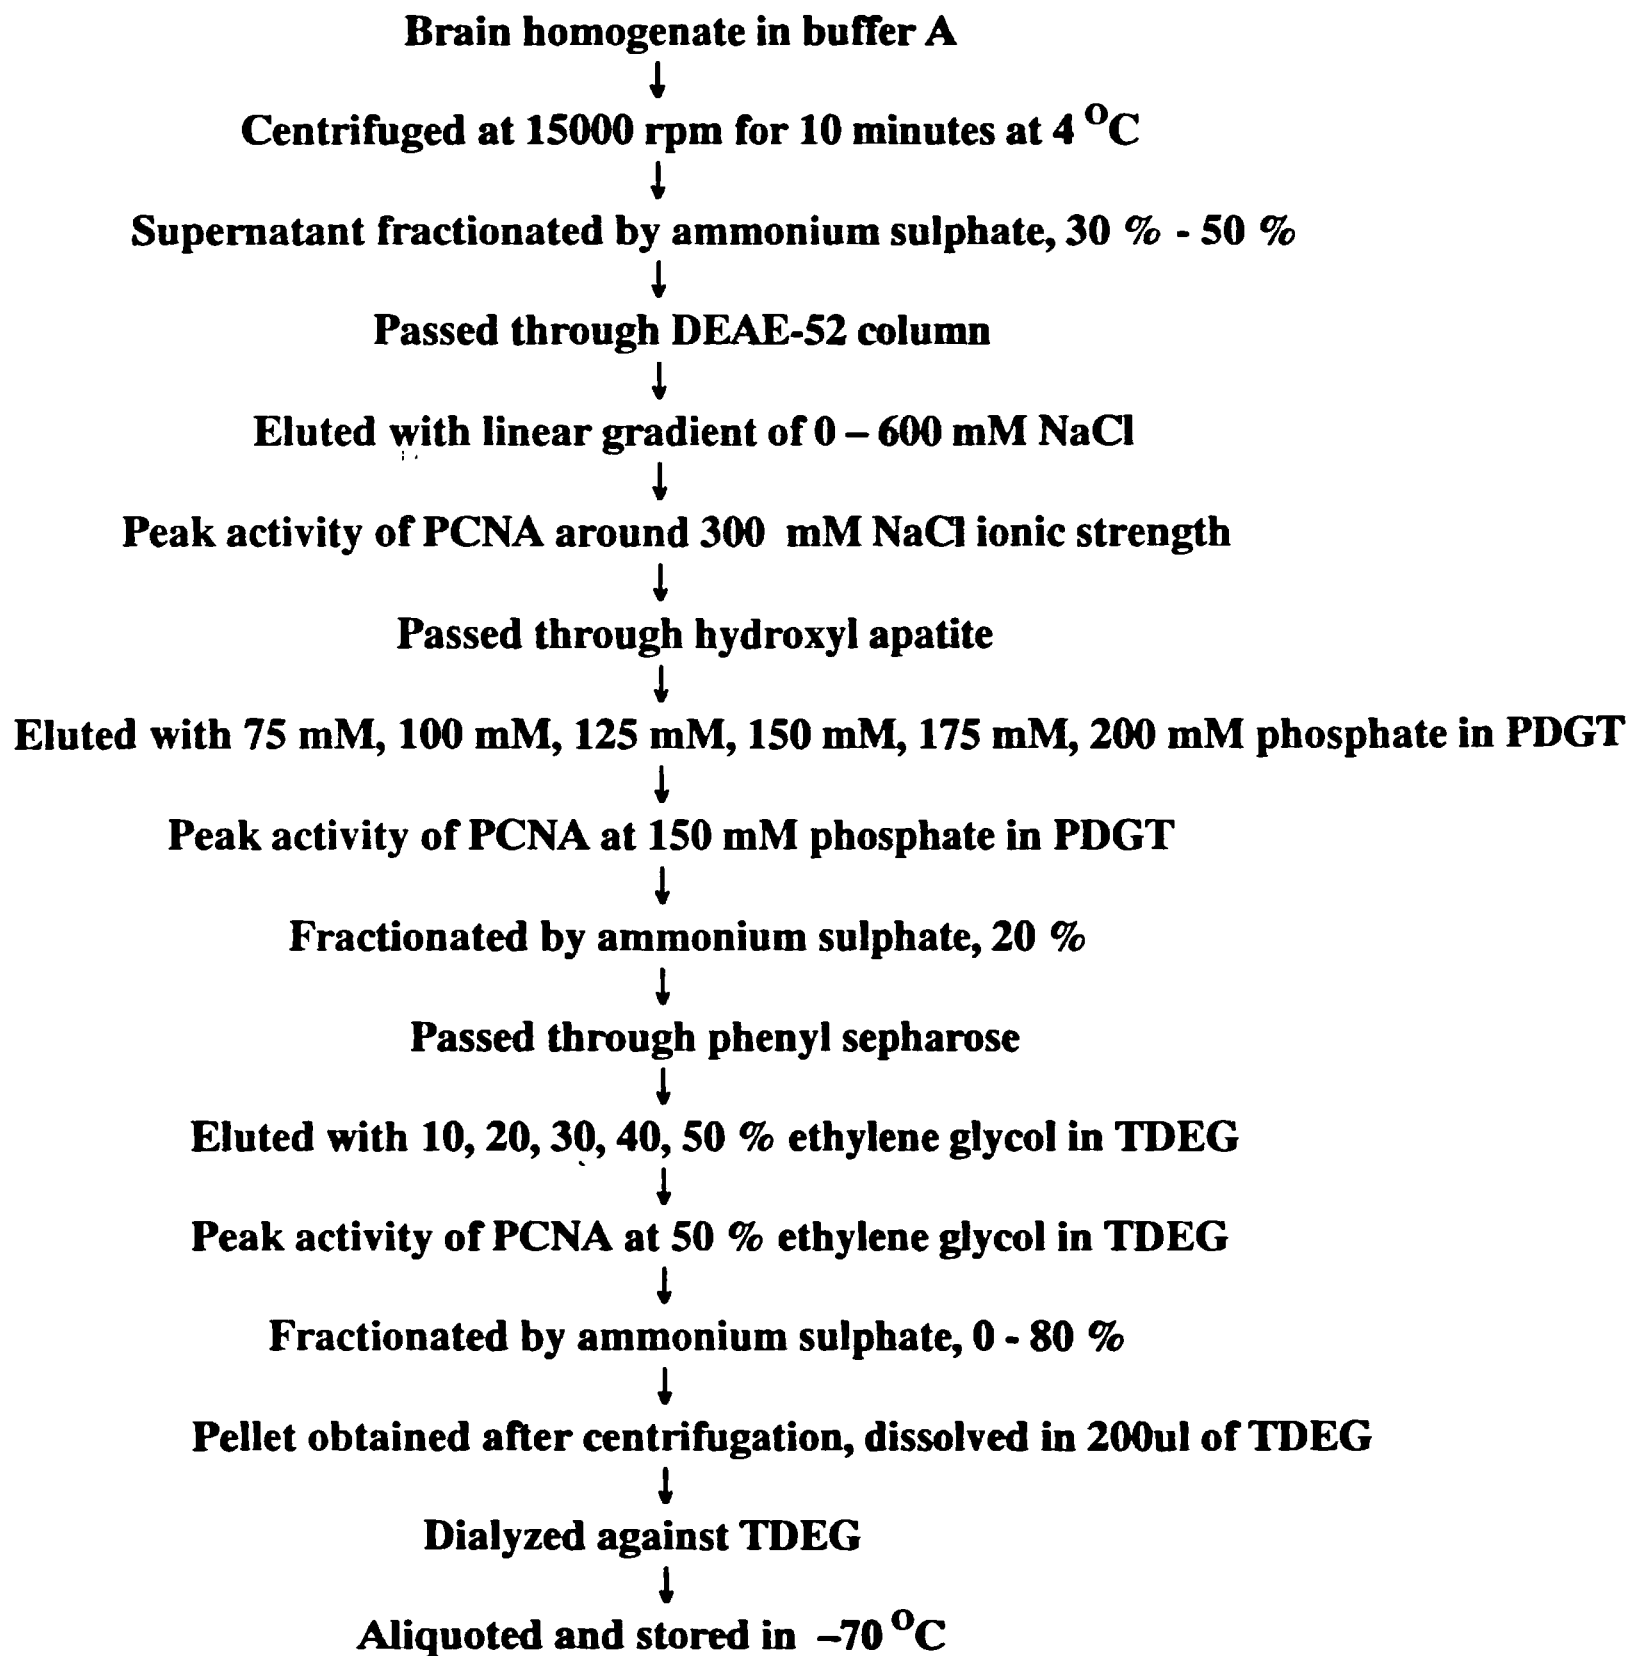 Brain homogenate in buffer A
Centrifuged at 15000 rpm for 10 minutes at 4 °C
Supernatant fractionated by ammonium sulphate, 30 % - 50 %
Passed through DEAE-52 column
Eluted with linear gradient of 0 – 600 mM NaCl
Peak activity of PCNA around 300 mM NaCl ionic strength
Passed through hydroxyl apatite
Eluted with 75 mM, 100 mM, 125 mM, 150 mM, 175 mM, 200 mM phosphate in PDGT
Peak activity of PCNA at 150 mM phosphate in PDGT
Fractionated by ammonium sulphate, 20 %
Passed through phenyl sepharose
Eluted with 10, 20, 30, 40, 50 % ethylene glycol in TDEG
Peak activity of PCNA at 50 % ethylene glycol in TDEG
Fractionated by ammonium sulphate, 0 - 80 %
Pellet obtained after centrifugation, dissolved in 200ul of TDEG
Dialyzed against TDEG
Aliquoted and stored in –70 °C